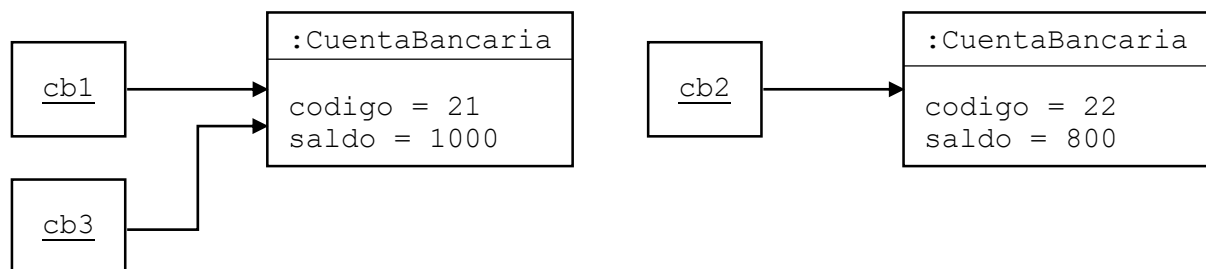 :CuentaBancaria
cb1
codigo = 21
saldo = 1000
cb3
:CuentaBancaria
cb2
codigo = 22
saldo = 800